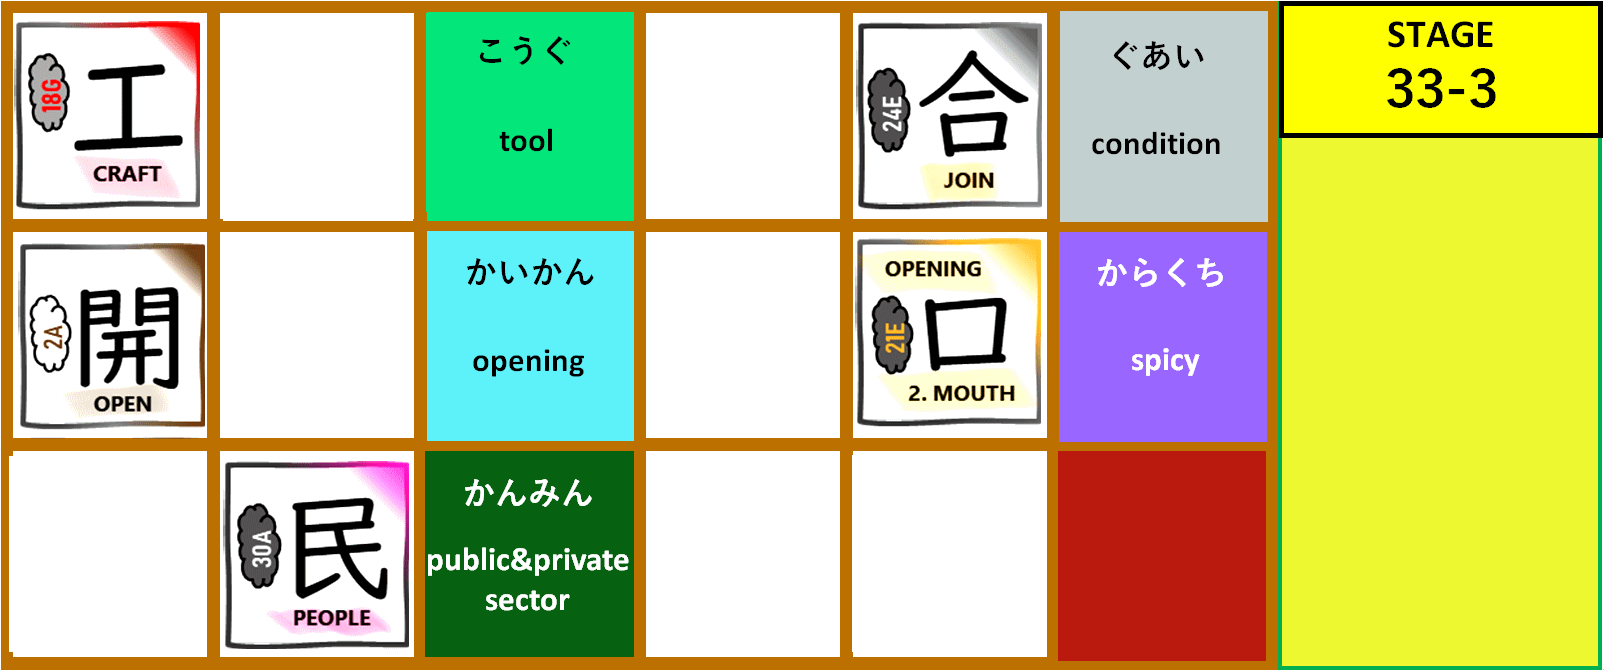 18G
工
CRAFT
こうぐ
tool
24E
合
JOIN
ぐあい
condition
STAGE
33-3
2A
開
OPEN
かいかん
opening
OPENING
21E
口
2. MOUTH
からくち
spicy
30A
民
PEOPLE
かんみん
public&private
sector